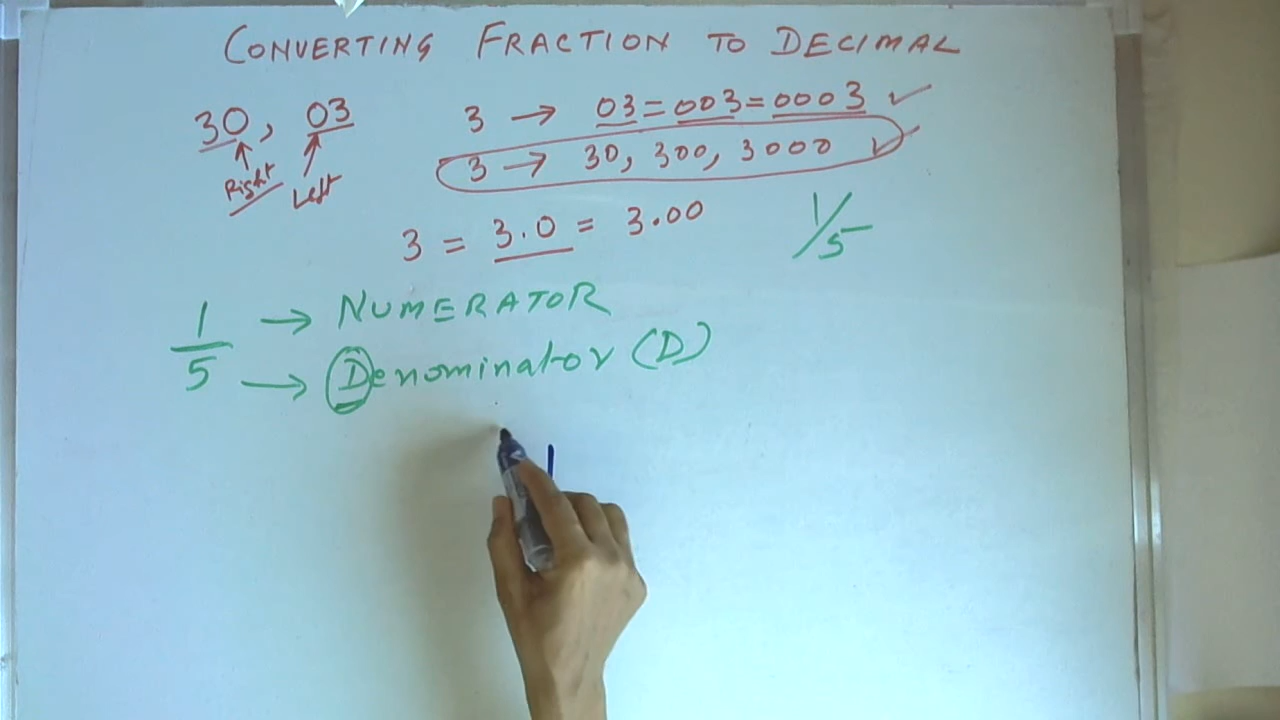 CONVERTING FRACTION TO DECIMAL
30, 03
Right Left
3 → 03 = 003 = 0003 ✓
3 → 30, 300, 3000 ✓
3 = 3.0 = 3.00
1/5
1/5
→ NUMERATOR
→ Denominator (D)